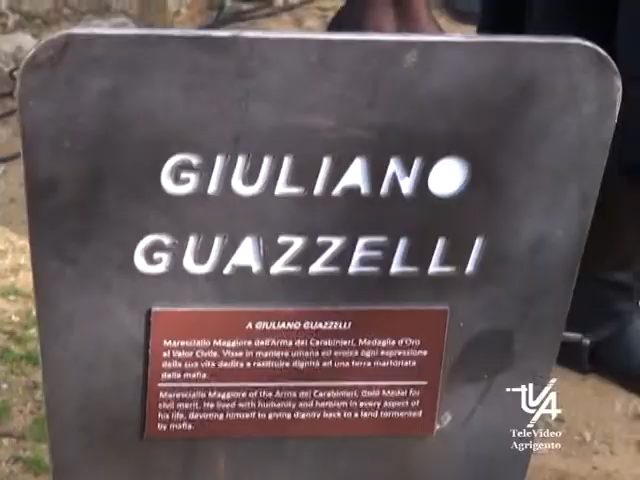 GIULIANO
GUAZZELLI
A GIULIANO GUAZZELLI
Maresciallo Maggiore dell'Arma dei Carabinieri, Medaglia d'Oro
al Valor Civile. Visse in maniera umana ed eroica ogni espressione
della sua vita dedita a restituire dignità ad una terra martoriata
dalla mafia.
Maresciallo Maggiore of the Arma dei Carabinieri, Gold Medal for
civil merit. He lived with humanity and heroism in every aspect of
his life, devoting himself to giving dignity back to a land tormented
by mafia.
TVA
TeleVideo
Agrigento